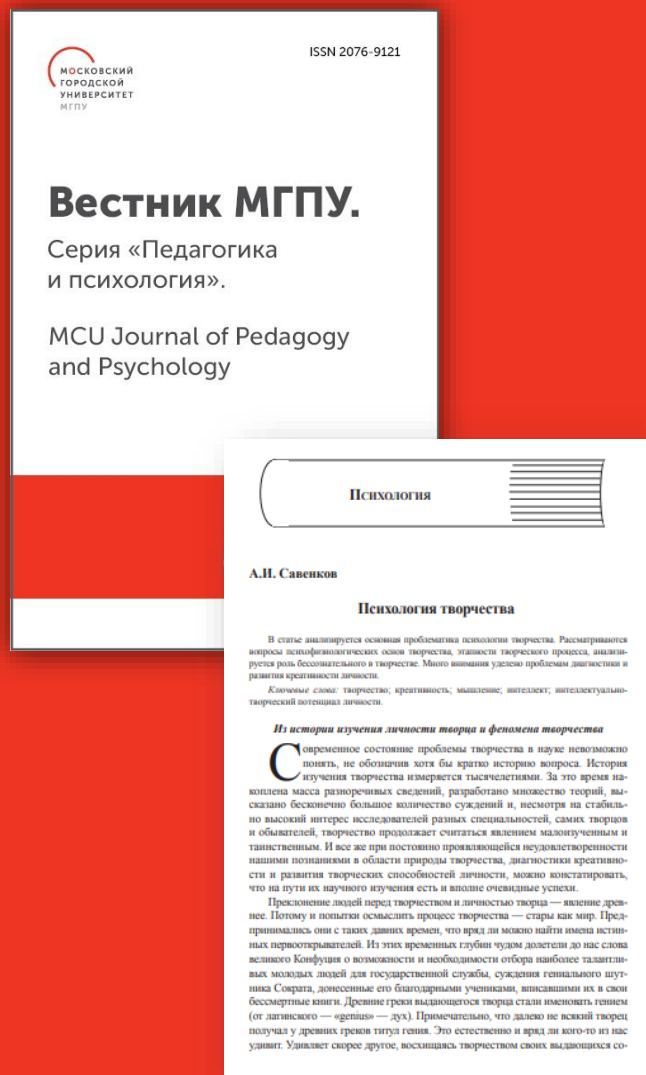 ISSN 2076-9121
МОСКОВСКИЙ
ГОРОДСКОЙ
УНИВЕРСИТЕТ
МГПУ
Вестник МГПУ.
Серия «Педагогика
и психология».
MCU Journal of Pedagogy
and Psychology
Психология
А.И. Савенков
Психология творчества
В статье анализируется основная проблематика психологии творчества. Рассматриваются
вопросы психофизиологических основ творчества, этапности творческого процесса, анализи-
руется роль бессознательного в творчестве. Много внимания уделено проблемам диагностики и
развития креативности личности.
Ключевые слова: творчество; креативность; мышление; интеллект; интеллектуально-
творческий потенциал личности.
Из истории изучения личности творца и феномена творчества
Современное состояние проблемы творчества в науке невозможно
понять, не обозначив хотя бы кратко историю вопроса. История
изучения творчества измеряется тысячелетиями. За это время на-
коплена масса разноречивых сведений, разработано множество теорий, вы-
сказано бесконечно большое количество суждений и, несмотря на стабиль-
но высокий интерес исследователей разных специальностей, самих творцов
и обывателей, творчество продолжает считаться явлением малоизученным и
таинственным. И все же при постоянно проявляющейся неудовлетворенности
нашими познаниями в области природы творчества, диагностики креативно-
сти и развития творческих способностей личности, можно констатировать,
что на пути их научного изучения есть и вполне очевидные успехи.
Преклонение людей перед творчеством и личностью творца — явление древ-
нее. Потому и попытки осмыслить процесс творчества — стары как мир. Пред-
принимались они с таких давних времен, что вряд ли можно найти имена истин-
ных первооткрывателей. Из этих временных глубин чудом долетели до нас слова
великого Конфуция о возможности и необходимости отбора наиболее талантли-
вых молодых людей для государственной службы, суждения гениального шут-
ника Сократа, донесенные его благодарными учениками, вписавшими их в свои
бессмертные книги. Древние греки выдающегося творца стали именовать гением
(от латинского — «genius» — дух). Примечательно, что далеко не всякий творец
получал у древних греков титул гения. Это естественно и вряд ли кого-то из нас
удивит. Удивляет скорее другое, восхищаясь творчеством своих выдающихся со-